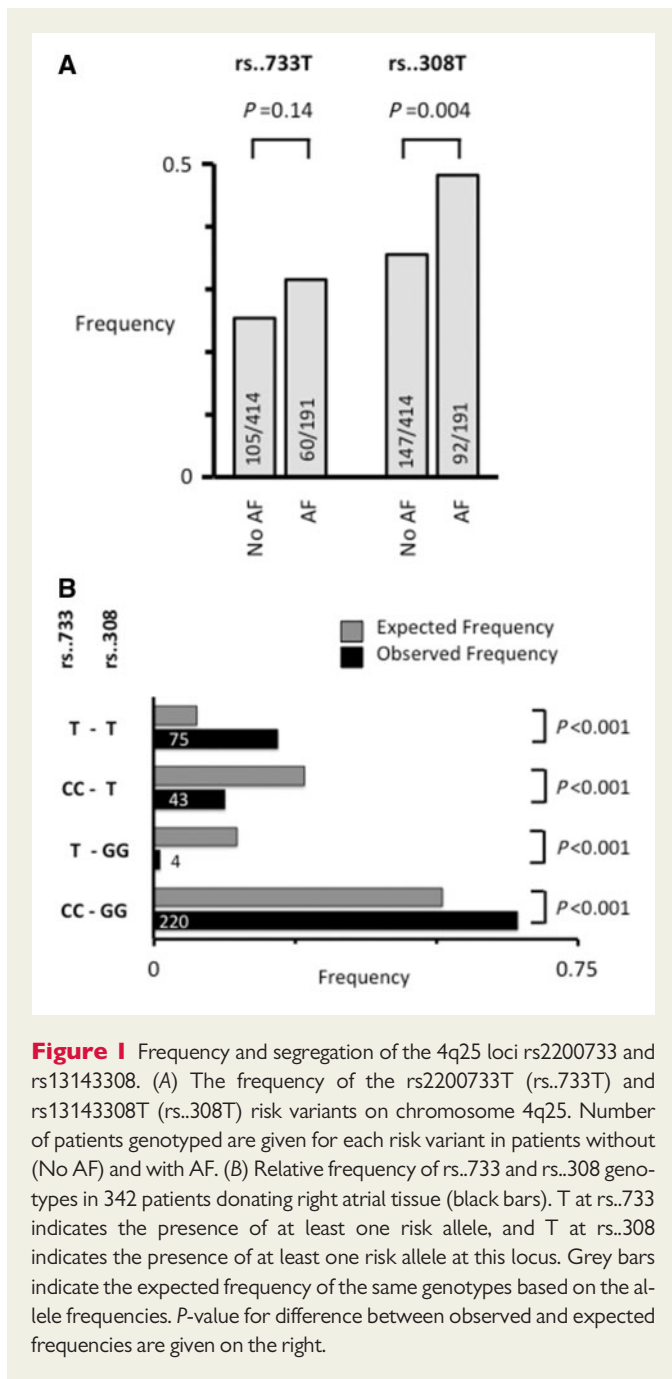 A
rs..733T rs..308T
P =0.14 P =0.004
0.5
Frequency
0
105/414 60/191 147/414 92/191
No AF AF No AF AF
B
rs..733 rs..308
Expected Frequency
Observed Frequency
T - T 75 P<0.001
CC - T 43 P<0.001
T - GG 4 P<0.001
CC - GG 220 P<0.001
0 Frequency 0.75
Figure 1 Frequency and segregation of the 4q25 loci rs2200733 and
rs13143308. (A) The frequency of the rs2200733T (rs..733T) and
rs13143308T (rs..308T) risk variants on chromosome 4q25. Number
of patients genotyped are given for each risk variant in patients without
(No AF) and with AF. (B) Relative frequency of rs..733 and rs..308 geno-
types in 342 patients donating right atrial tissue (black bars). T at rs..733
indicates the presence of at least one risk allele, and T at rs..308
indicates the presence of at least one risk allele at this locus. Grey bars
indicate the expected frequency of the same genotypes based on the al-
lele frequencies. P-value for difference between observed and expected
frequencies are given on the right.